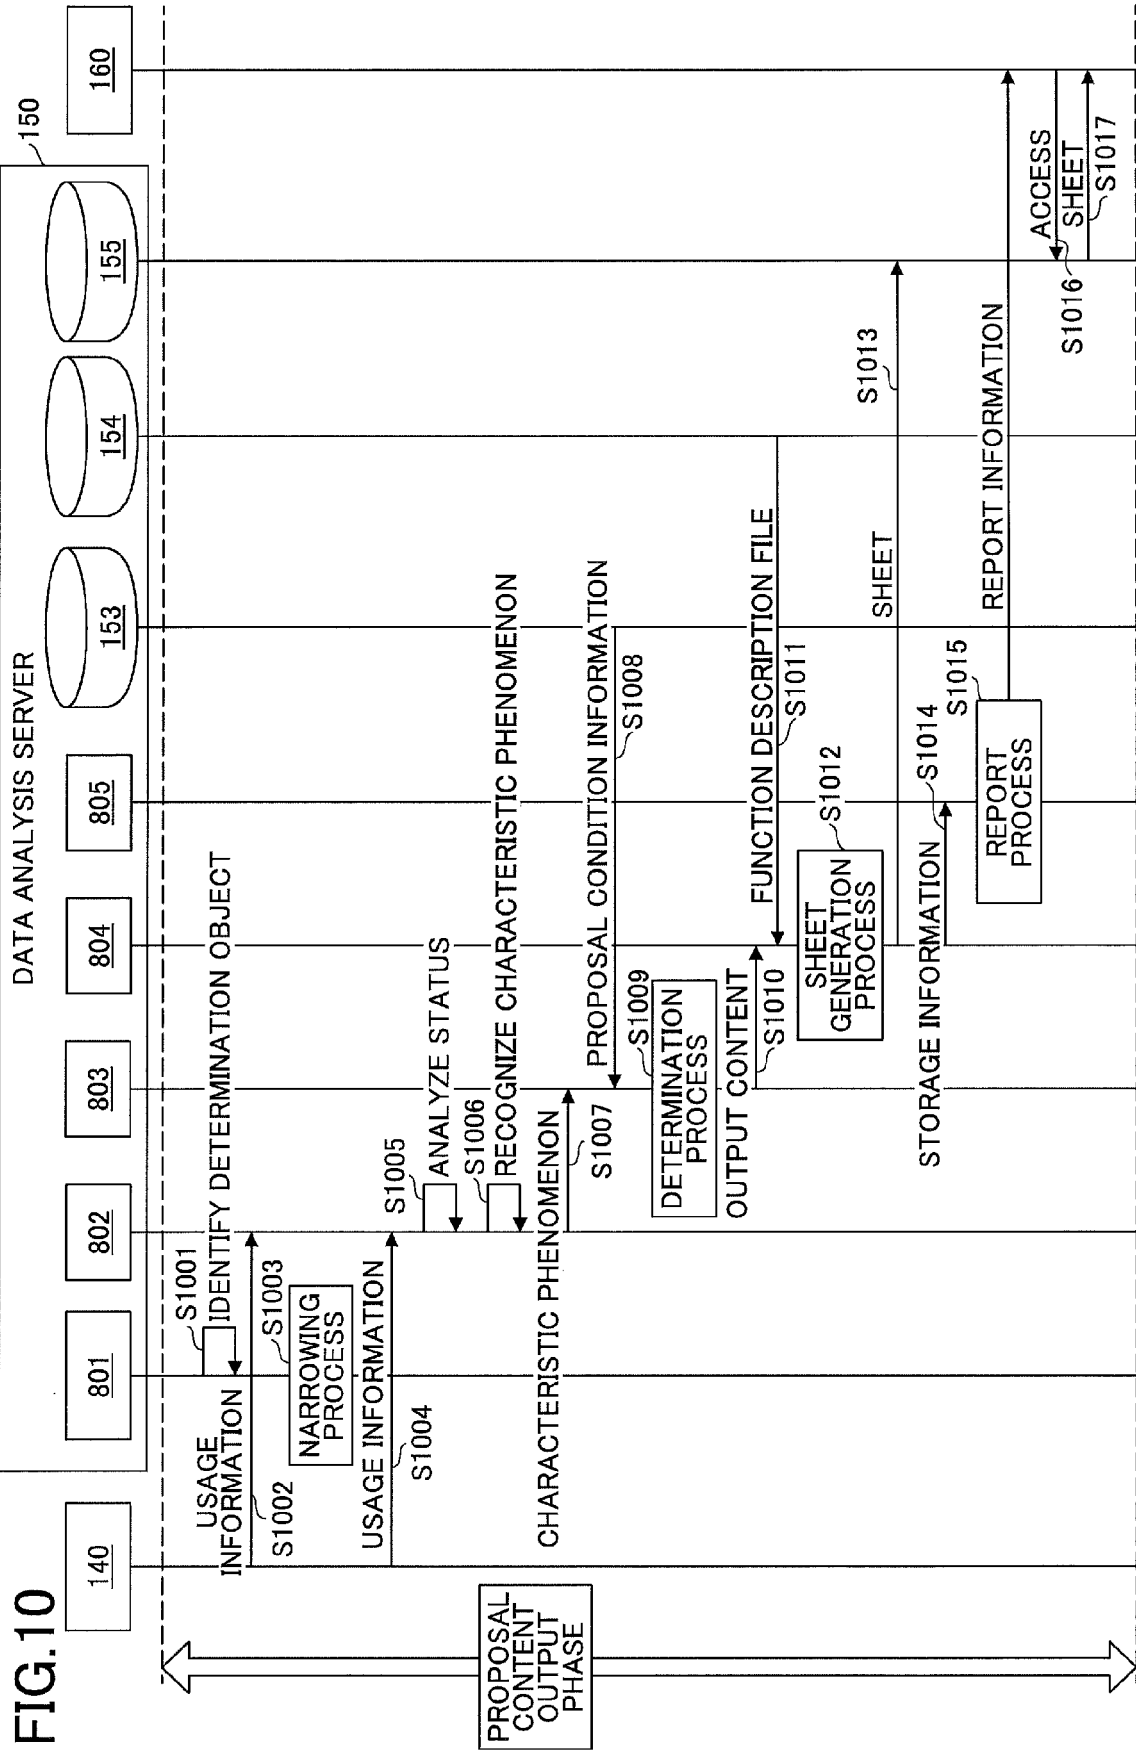 FIG.10
DATA ANALYSIS SERVER
150
140
801
802
803
804
805
153
154
155
160
PROPOSAL
CONTENT
OUTPUT
PHASE
S1001
IDENTIFY DETERMINATION OBJECT
USAGE
INFORMATION
S1002
S1003
NARROWING
PROCESS
USAGE INFORMATION
S1004
S1005
ANALYZE STATUS
S1006
RECOGNIZE CHARACTERISTIC PHENOMENON
CHARACTERISTIC PHENOMENON
S1007
PROPOSAL CONDITION INFORMATION
S1008
S1009
DETERMINATION
PROCESS
OUTPUT CONTENT
S1010
FUNCTION DESCRIPTION FILE
S1011
S1012
SHEET
GENERATION
PROCESS
SHEET
S1013
STORAGE INFORMATION
S1014
S1015
REPORT
PROCESS
REPORT INFORMATION
ACCESS
S1016
SHEET
S1017